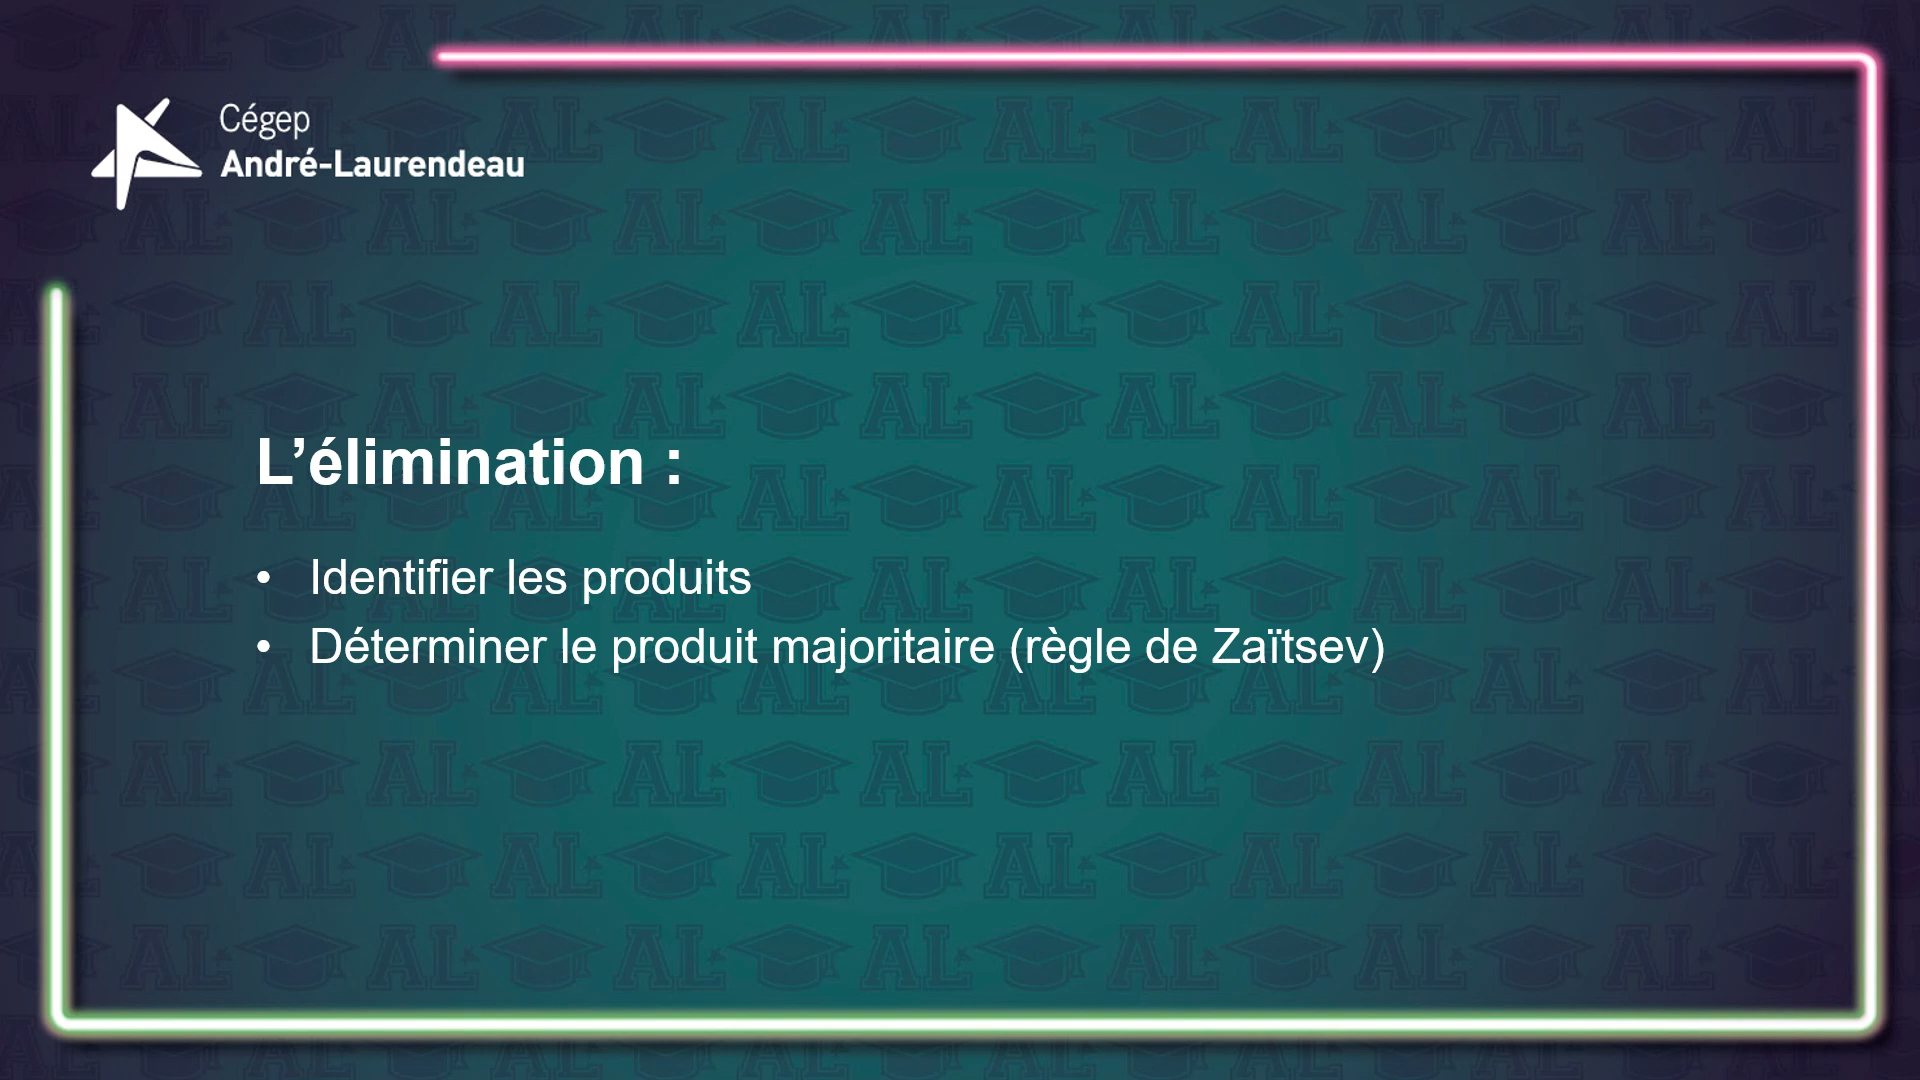 Cégep
André-Laurendeau
L’élimination :
• Identifier les produits
• Déterminer le produit majoritaire (règle de Zaïtsev)